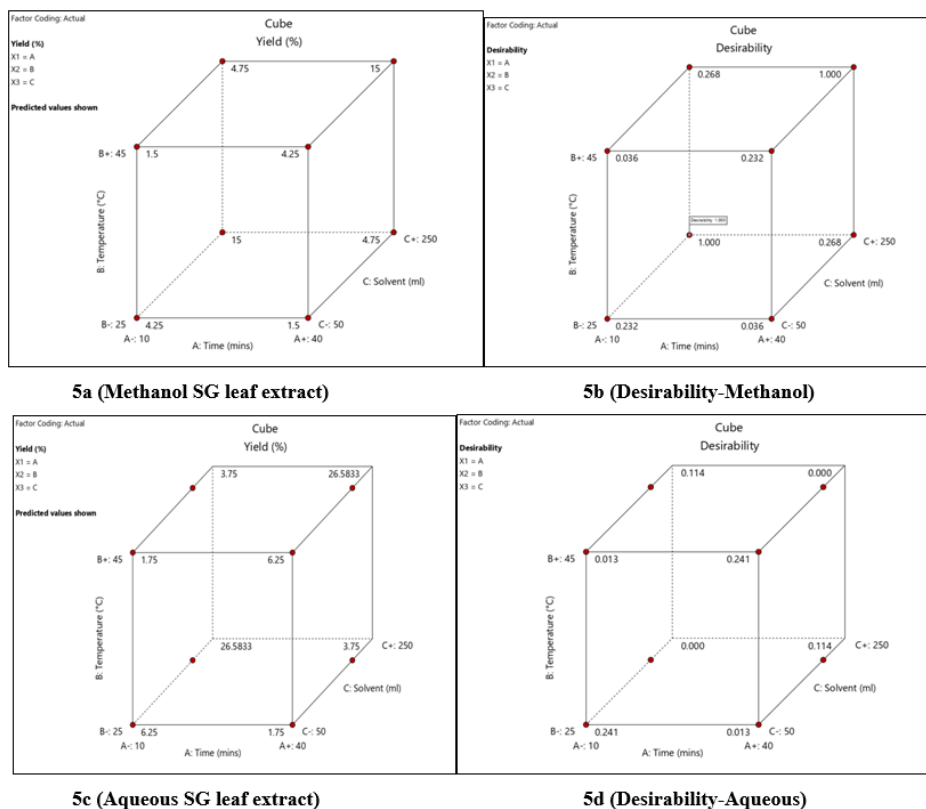 Factor Coding: Actual
Cube
Yield (%)
Yield (%)
X1 = A
X2 = B
X3 = C
Predicted values shown
4.75
15
B+: 45
1.5
4.25
B: Temperature (°C)
15
4.75
C+: 250
C: Solvent (ml)
B-: 25
4.25
1.5
C-: 50
A-: 10
A+: 40
A: Time (mins)
5a (Methanol SG leaf extract)
Factor Coding: Actual
Cube
Desirability
Desirability
X1 = A
X2 = B
X3 = C
0.268
1.000
B+: 45
0.036
0.232
B: Temperature (°C)
Desirability 1.000
1.000
0.268
C+: 250
C: Solvent (ml)
B-: 25
0.232
0.036
C-: 50
A-: 10
A+: 40
A: Time (mins)
5b (Desirability-Methanol)
Factor Coding: Actual
Cube
Yield (%)
Yield (%)
X1 = A
X2 = B
X3 = C
Predicted values shown
3.75
26.5833
B+: 45
1.75
6.25
B: Temperature (°C)
26.5833
3.75
C+: 250
C: Solvent (ml)
B-: 25
6.25
1.75
C-: 50
A-: 10
A+: 40
A: Time (mins)
5c (Aqueous SG leaf extract)
Factor Coding: Actual
Cube
Desirability
Desirability
X1 = A
X2 = B
X3 = C
0.114
0.000
B+: 45
0.013
0.241
B: Temperature (°C)
0.000
0.114
C+: 250
C: Solvent (ml)
B-: 25
0.241
0.013
C-: 50
A-: 10
A+: 40
A: Time (mins)
5d (Desirability-Aqueous)